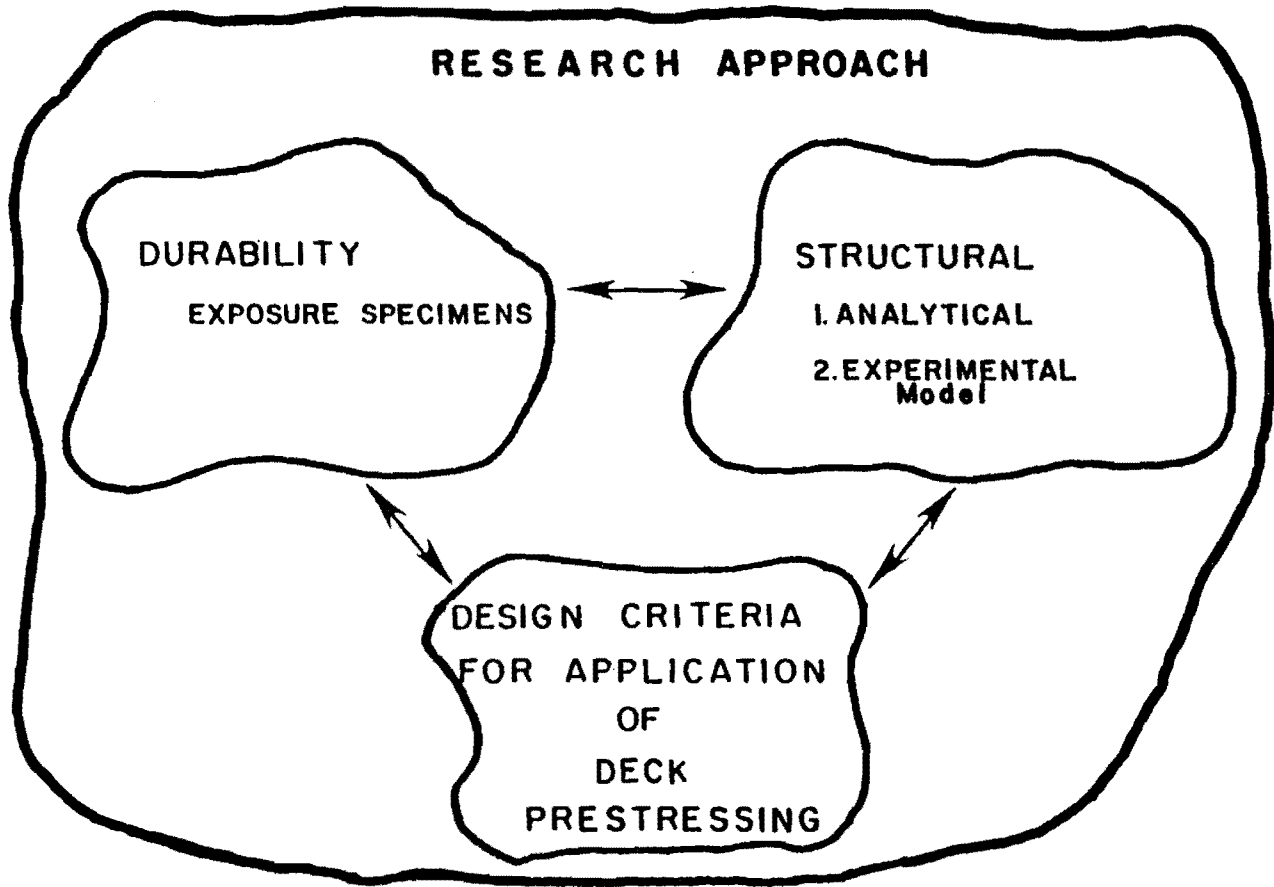 RESEARCH APPROACH
DURABILITY
EXPOSURE SPECIMENS
STRUCTURAL
1. ANALYTICAL
2. EXPERIMENTAL
Model
DESIGN CRITERIA
FOR APPLICATION
OF
DECK
PRESTRESSING